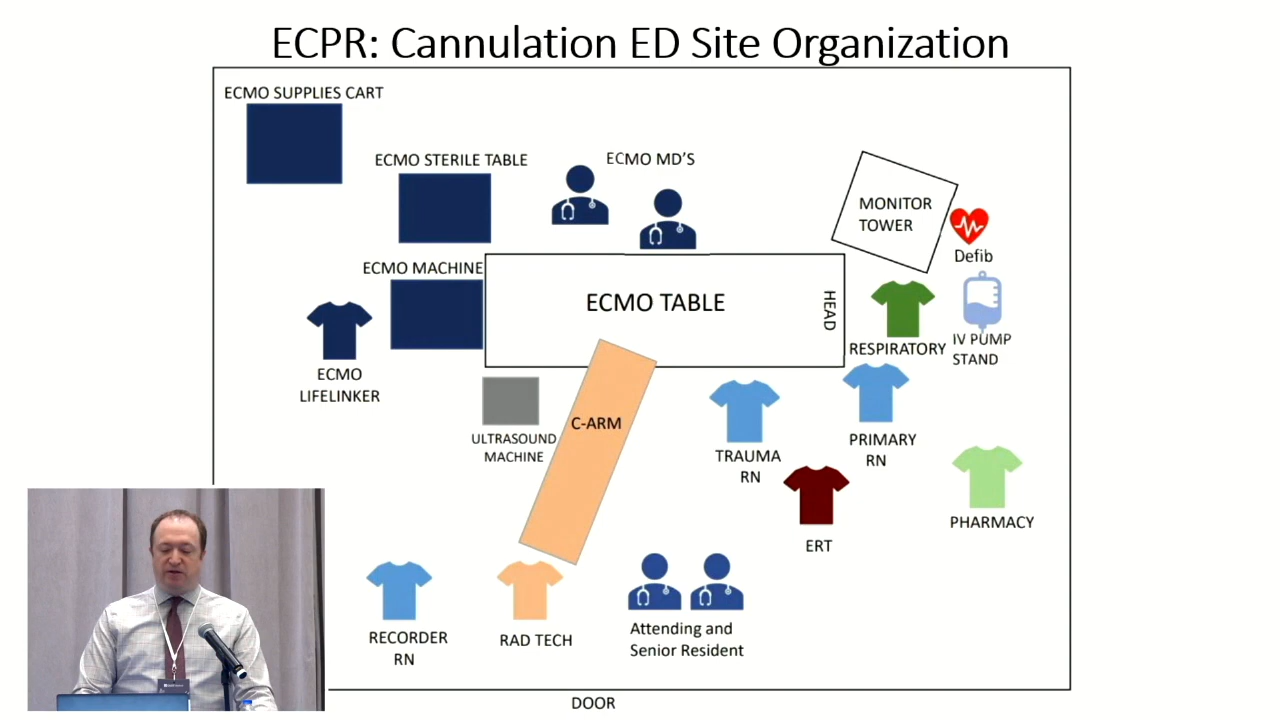 ECPR: Cannulation ED Site Organization
ECMO SUPPLIES CART
ECMO STERILE TABLE
ECMO MD'S
MONITOR
TOWER
Defib
ECMO MACHINE
ECMO TABLE
HEAD
RESPIRATORY
IV PUMP
STAND
ECMO
LIFELINKER
ULTRASOUND
MACHINE
C-ARM
TRAUMA
RN
PRIMARY
RN
ERT
PHARMACY
RECORDER
RN
RAD TECH
Attending and
Senior Resident
DOOR